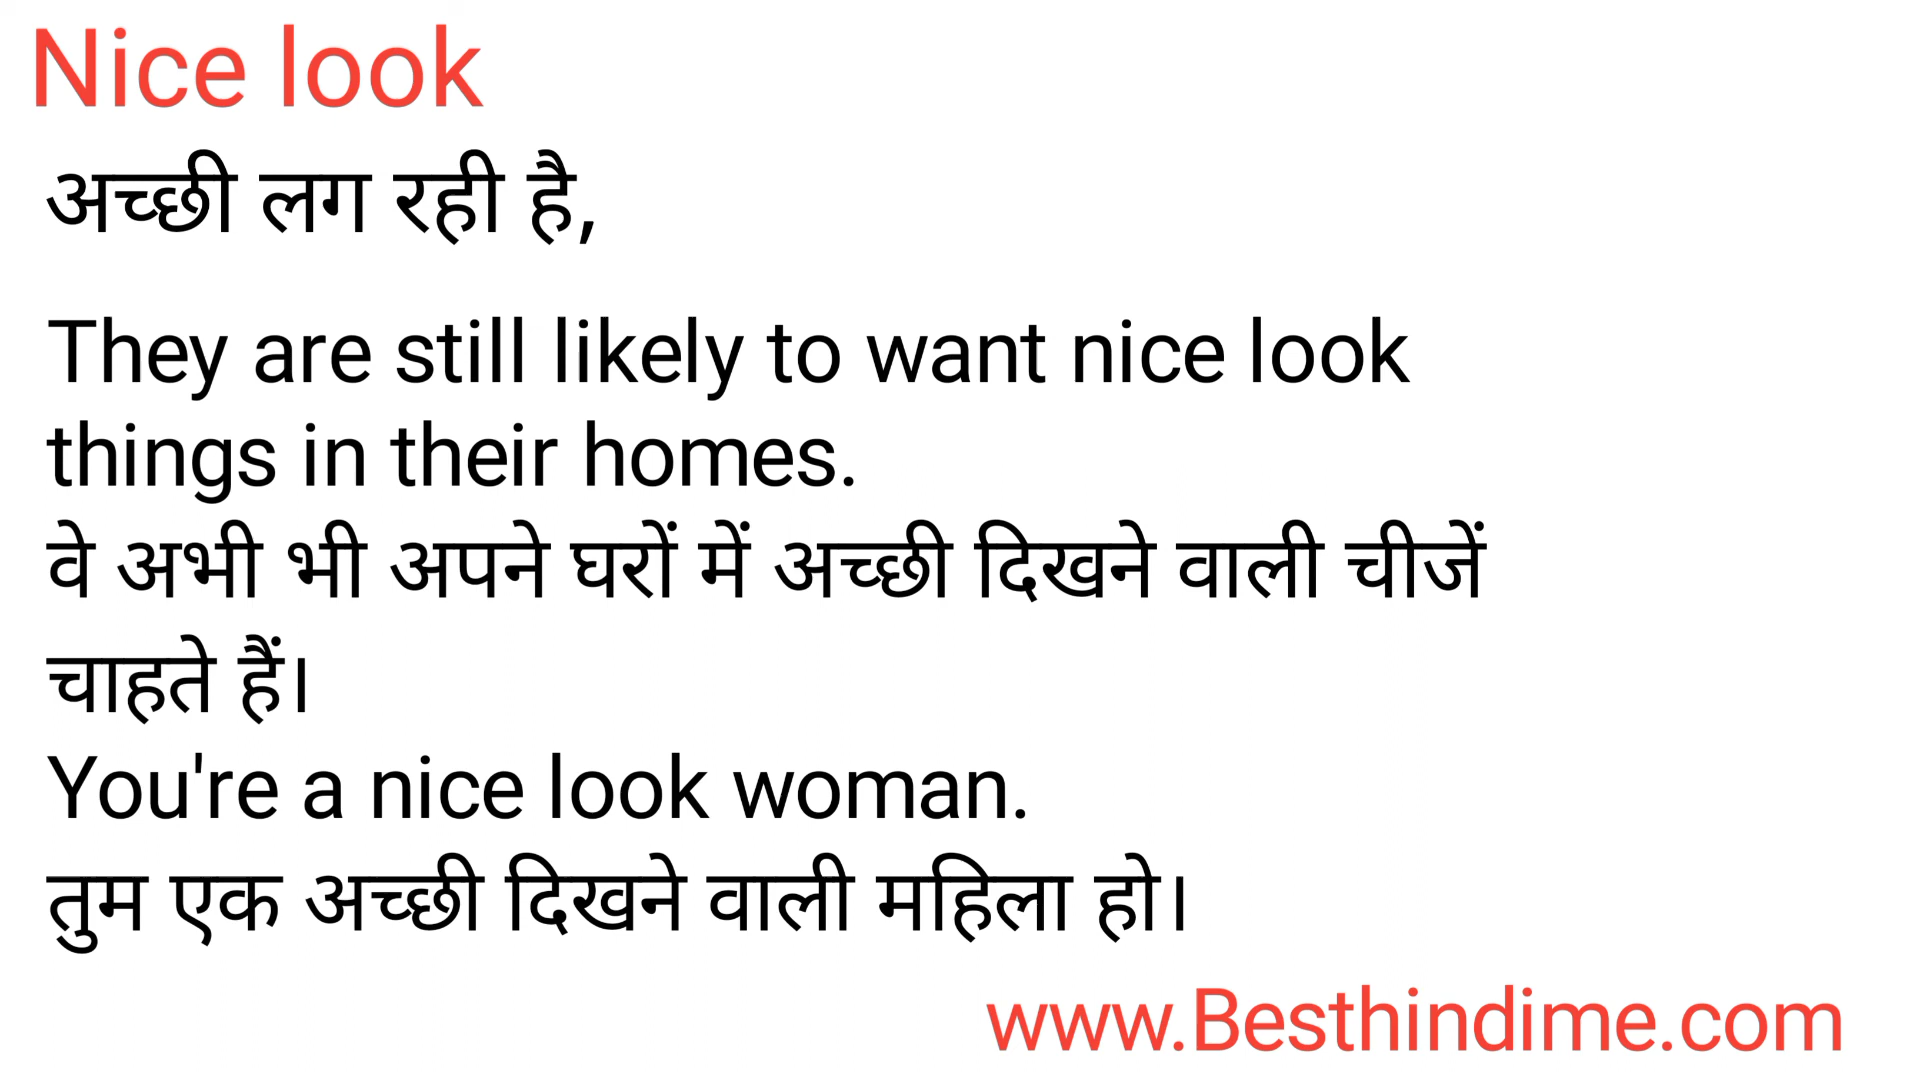 Nice look
अच्छी लग रही है,
They are still likely to want nice look
things in their homes.
वे अभी भी अपने घरों में अच्छी दिखने वाली चीजें
चाहते हैं।
You're a nice look woman.
तुम एक अच्छी दिखने वाली महिला हो।
www.Besthindime.com